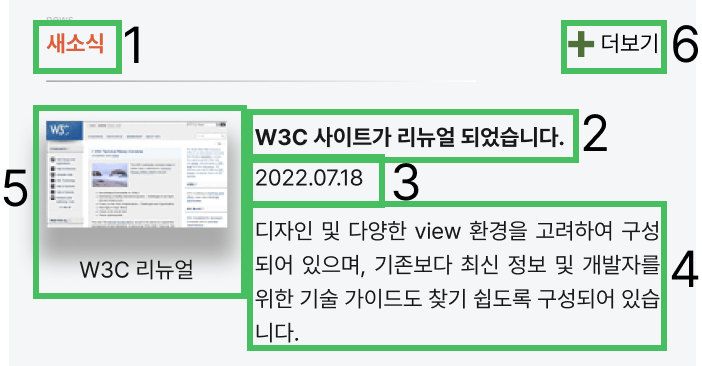 새소식
1
더보기
6
W3C 사이트가 리뉴얼 되었습니다.
2
2022.07.18
3
5
W3C
W3C 리뉴얼
디자인 및 다양한 view 환경을 고려하여 구성
되어 있으며, 기존보다 최신 정보 및 개발자를
위한 기술 가이드도 찾기 쉽도록 구성되어 있습
니다.
4